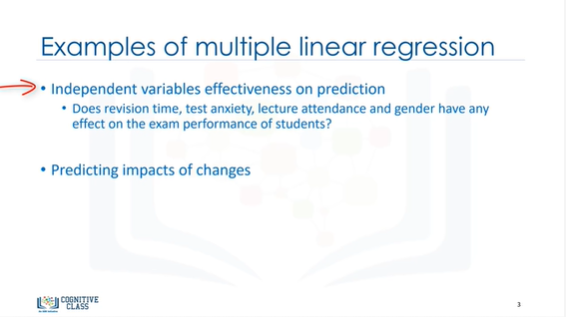 Examples of multiple linear regression
• Independent variables effectiveness on prediction
• Does revision time, test anxiety, lecture attendance and gender have any
effect on the exam performance of students?
• Predicting impacts of changes
COGNITIVE
CLASS
3